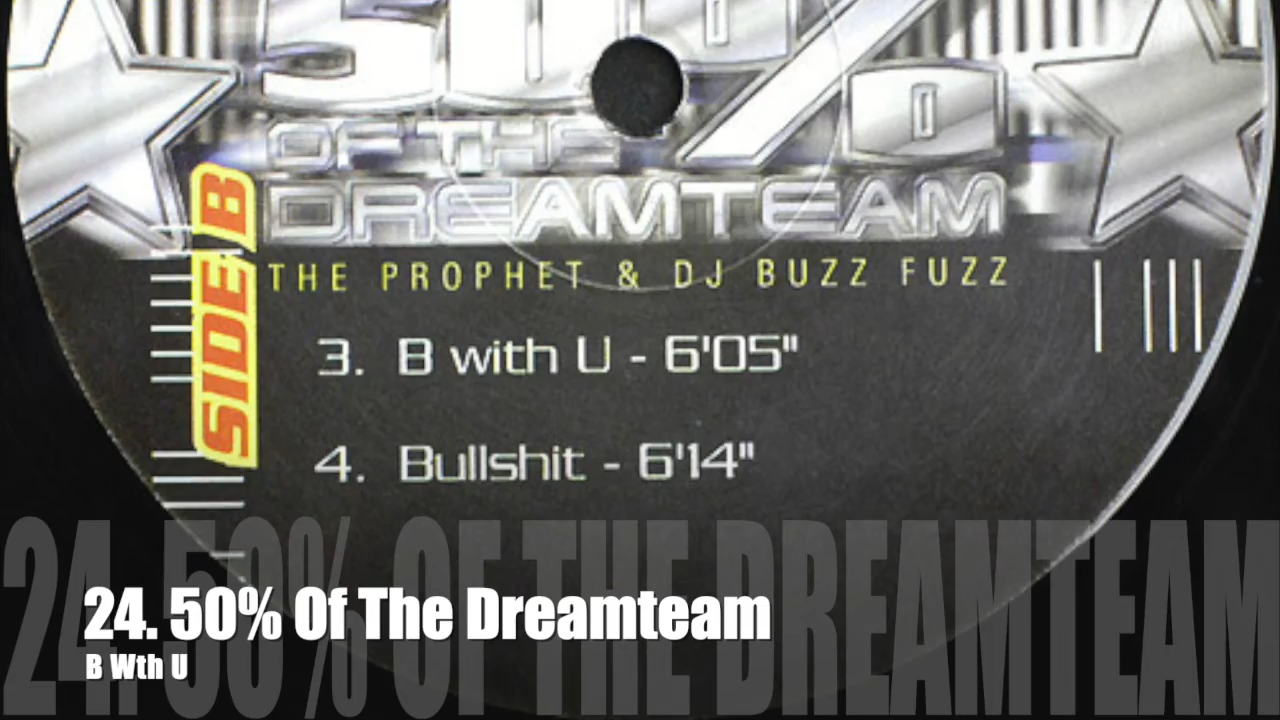 50%
OF THE
DREAMTEAM
SIDE B
THE PROPHET & DJ BUZZ FUZZ
3. B with U - 6'05"
4. Bullshit - 6'14"
24. 50% OF THE DREAMTEAM
24. 50% Of The Dreamteam
B Wth U